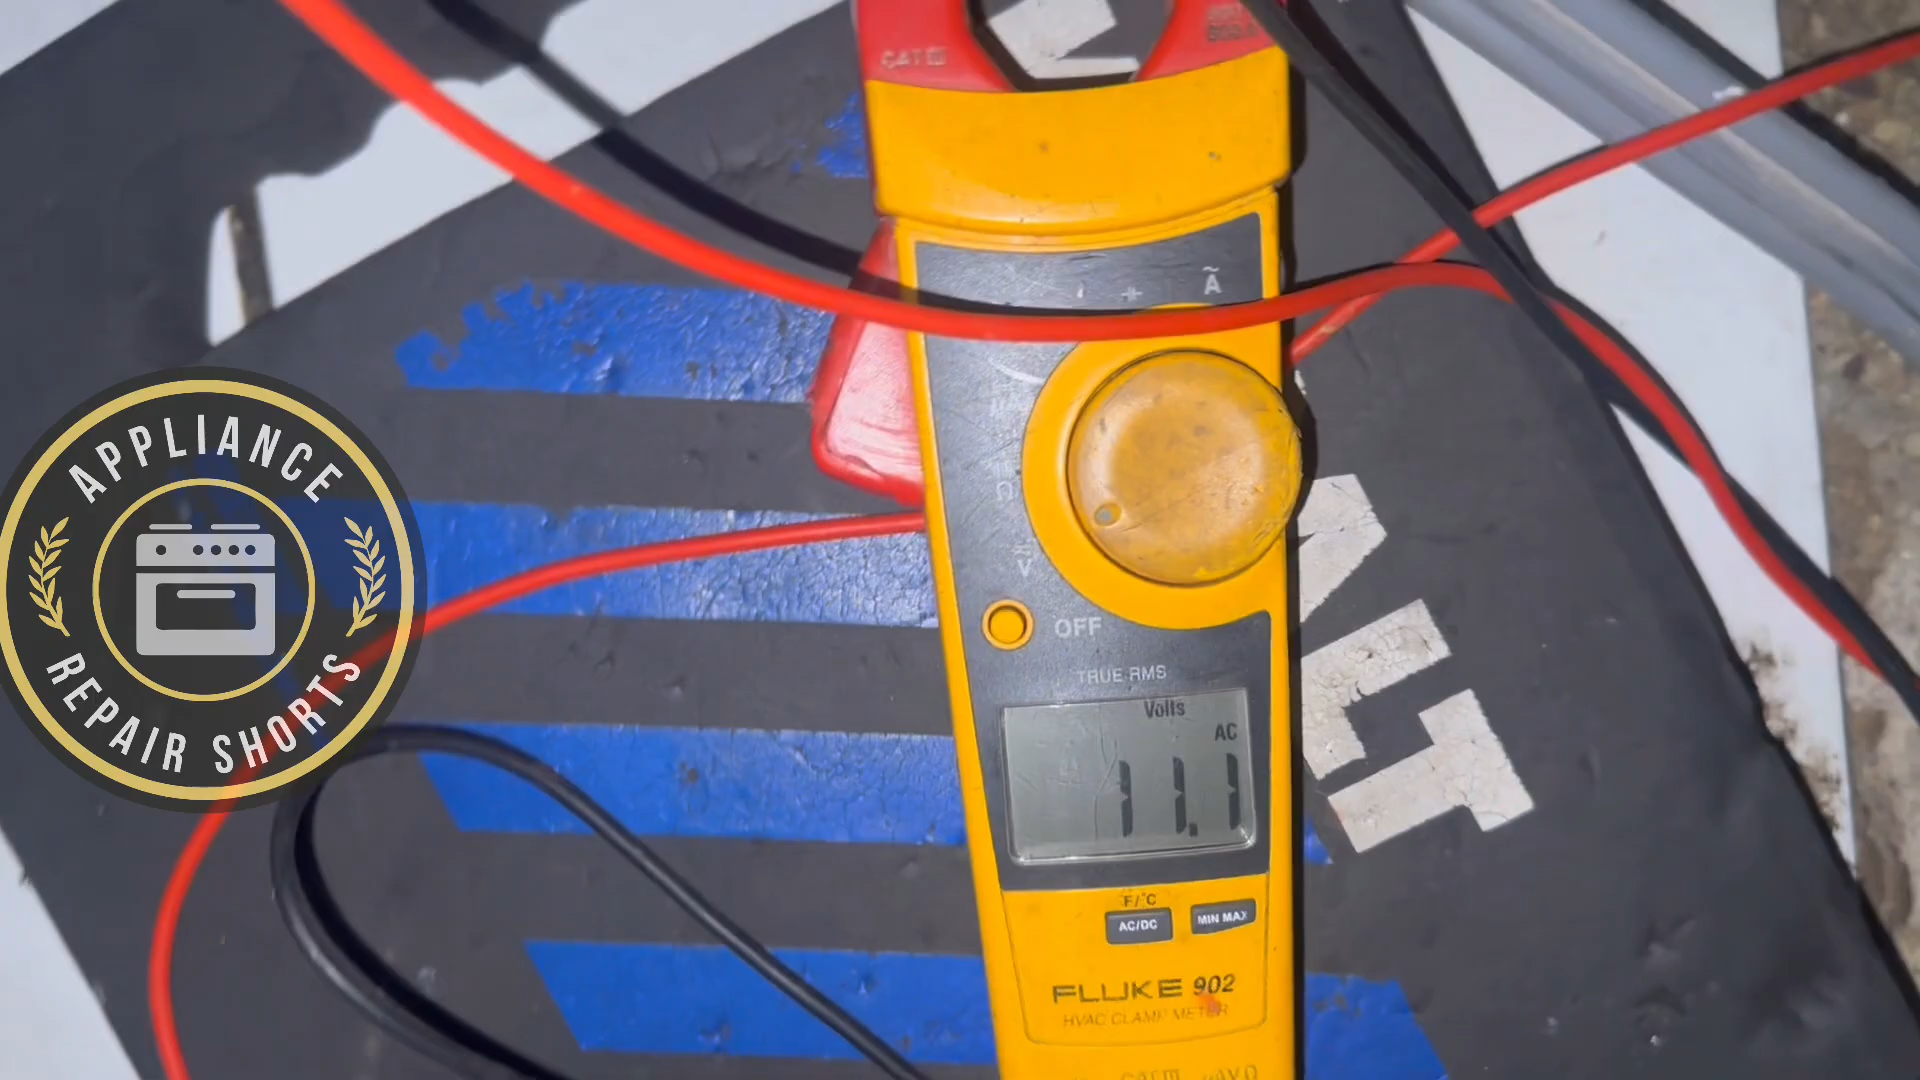 CAT III
Ã
V
OFF
TRUE RMS
Volts
AC
11.1
F/°C
AC/DC
MIN MAX
FLUKE 902
HVAC CLAMP METER
APPLIANCE
REPAIR SHORTS
ALT